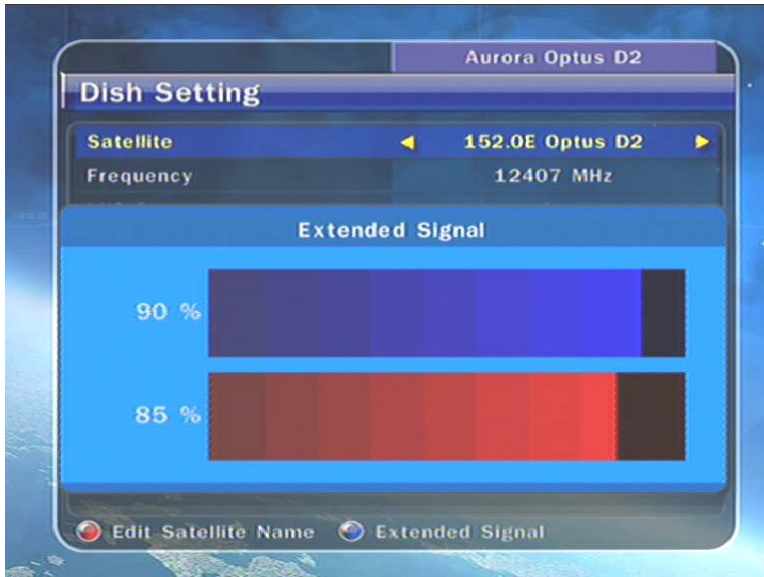 Aurora Optus D2
Dish Setting
Satellite 152.0E Optus D2
Frequency 12407 MHz
Extended Signal
90 %
85 %
Edit Satellite Name Extended Signal